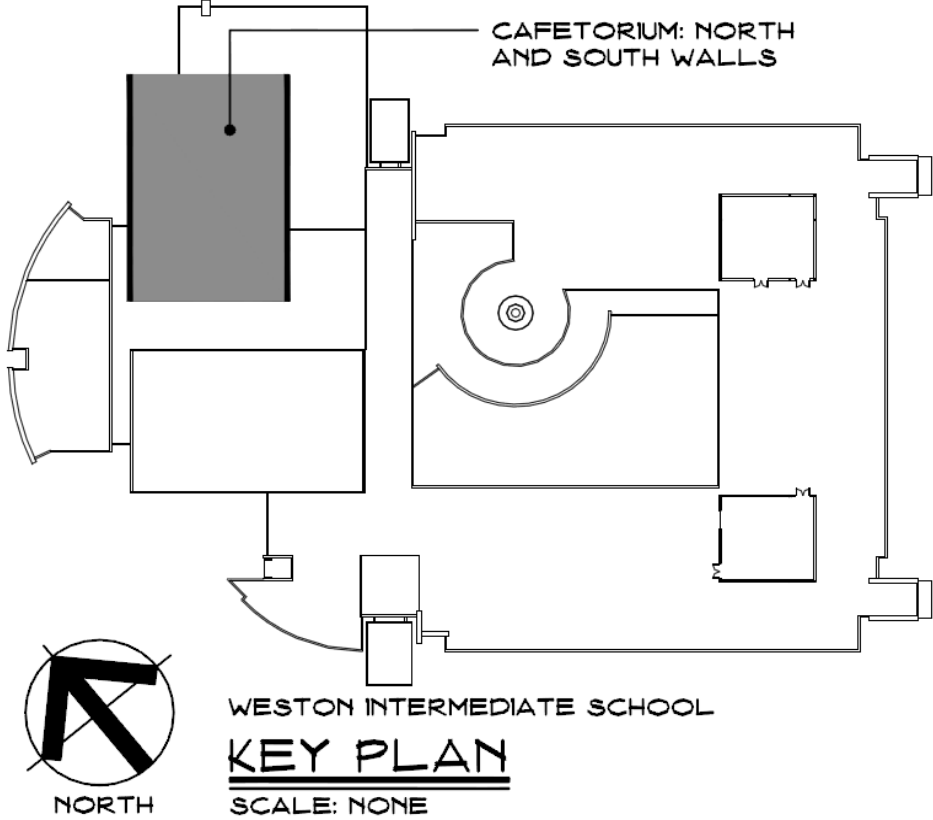 CAFETORIUM: NORTH
AND SOUTH WALLS
WESTON INTERMEDIATE SCHOOL
KEY PLAN
NORTH
SCALE: NONE